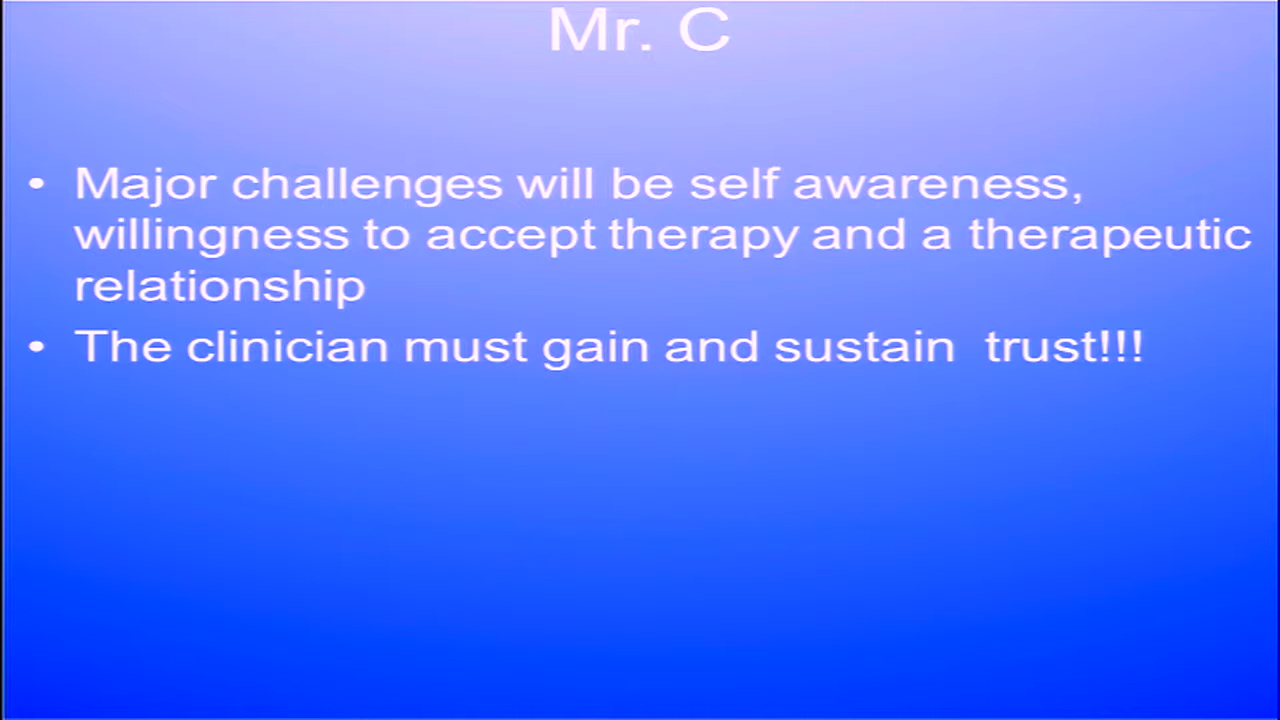 Mr. C
• Major challenges will be self awareness,
willingness to accept therapy and a therapeutic
relationship
• The clinician must gain and sustain  trust!!!